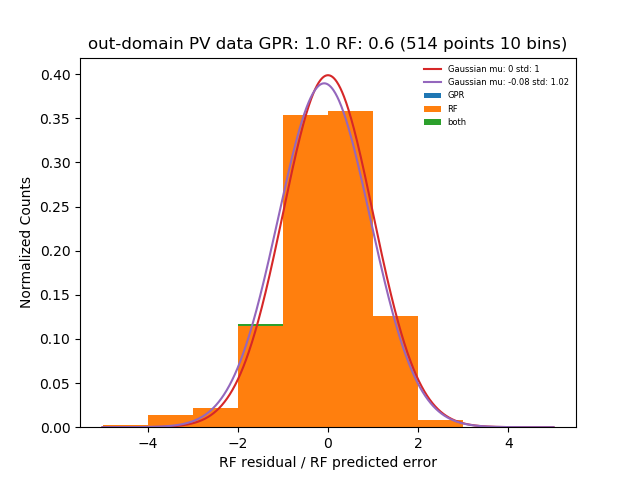 out-domain PV data GPR: 1.0 RF: 0.6 (514 points 10 bins)
Gaussian mu: 0 std: 1
Gaussian mu: -0.08 std: 1.02
GPR
RF
both
Normalized Counts
0.40
0.35
0.30
0.25
0.20
0.15
0.10
0.05
0.00
−4
−2
0
2
4
RF residual / RF predicted error